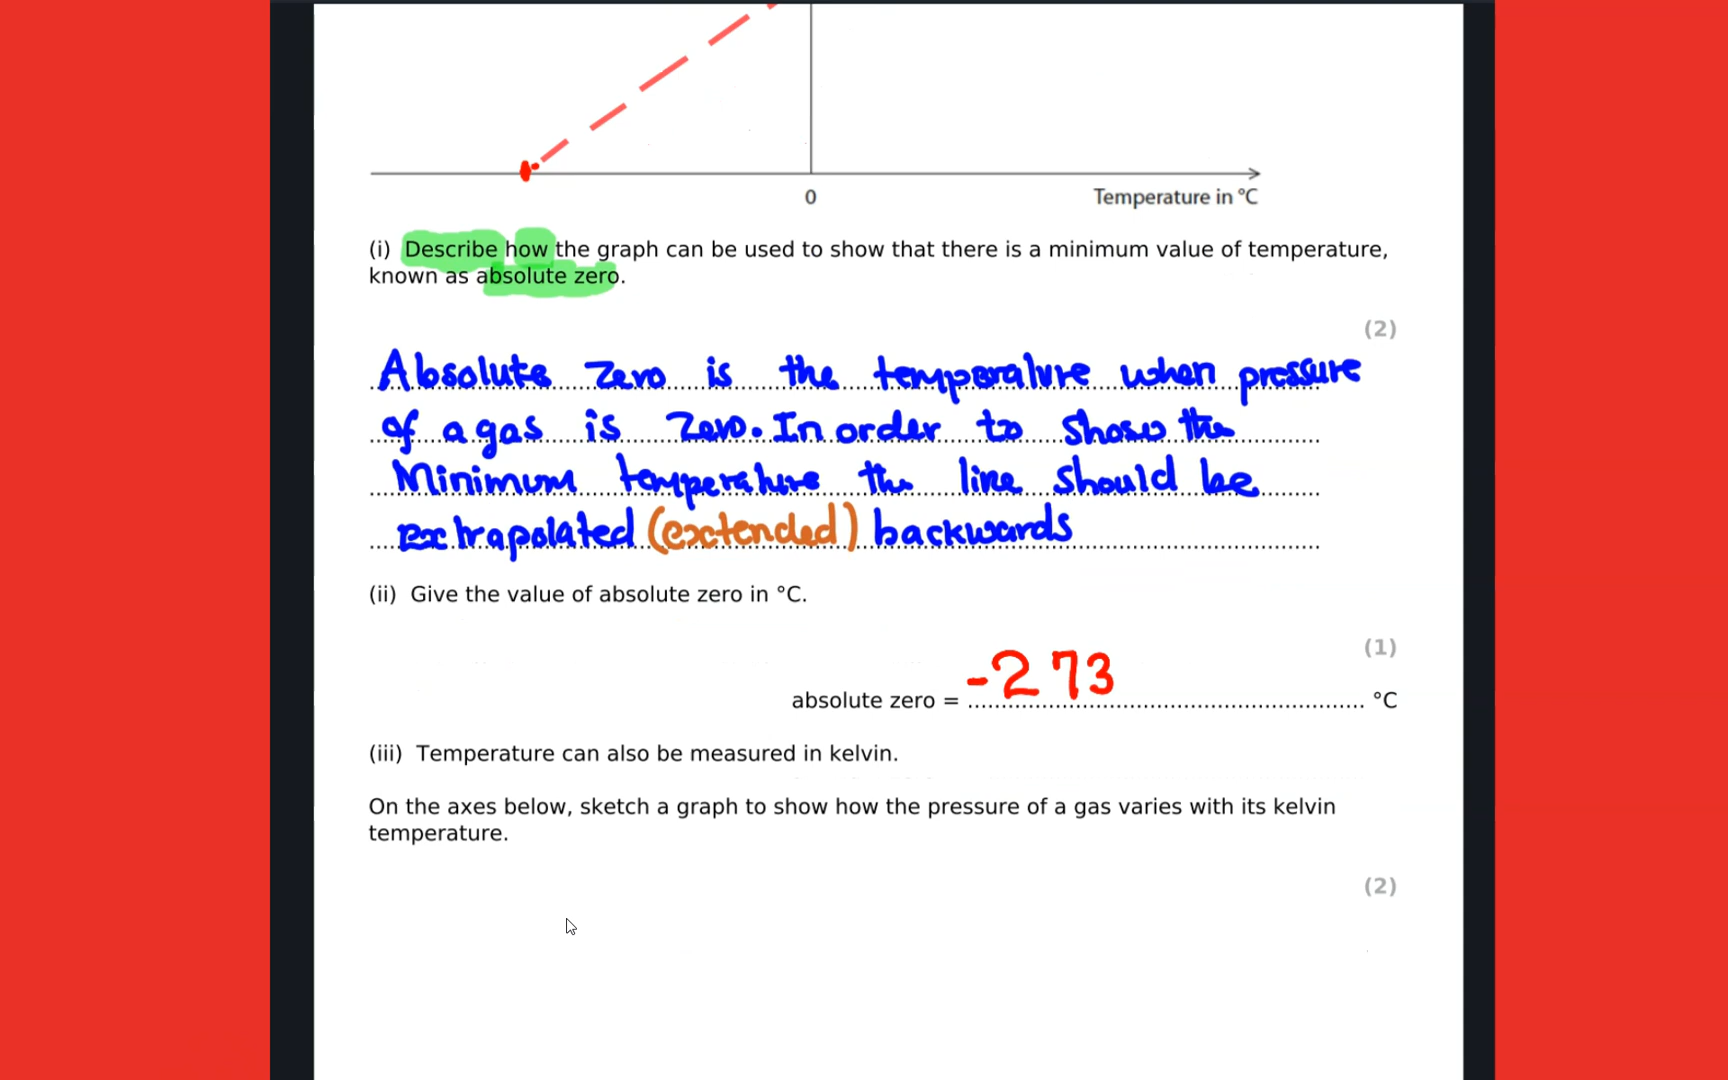 0
Temperature in °C
(i) Describe how the graph can be used to show that there is a minimum value of temperature,
known as absolute zero.
(2)
Absolute Zero is the temperature when pressure
of a gas is Zero. In order to show the
Minimum temperature the line should be
extrapolated (extended) backwards
(ii) Give the value of absolute zero in °C.
(1)
-273
absolute zero = ........................................ °C
(iii) Temperature can also be measured in kelvin.
On the axes below, sketch a graph to show how the pressure of a gas varies with its kelvin
temperature.
(2)